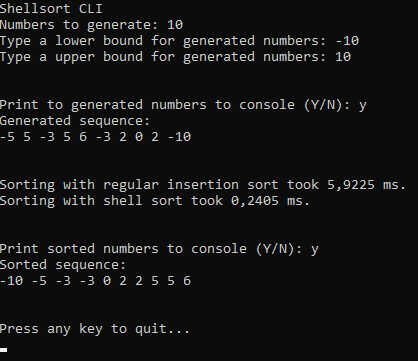 Shellsort CLI
Numbers to generate: 10
Type a lower bound for generated numbers: -10
Type a upper bound for generated numbers: 10
Print to generated numbers to console (Y/N): y
Generated sequence:
-5 5 -3 5 6 -3 2 0 2 -10
Sorting with regular insertion sort took 5,9225 ms.
Sorting with shell sort took 0,2405 ms.
Print sorted numbers to console (Y/N): y
Sorted sequence:
-10 -5 -3 -3 0 2 2 5 5 6
Press any key to quit...